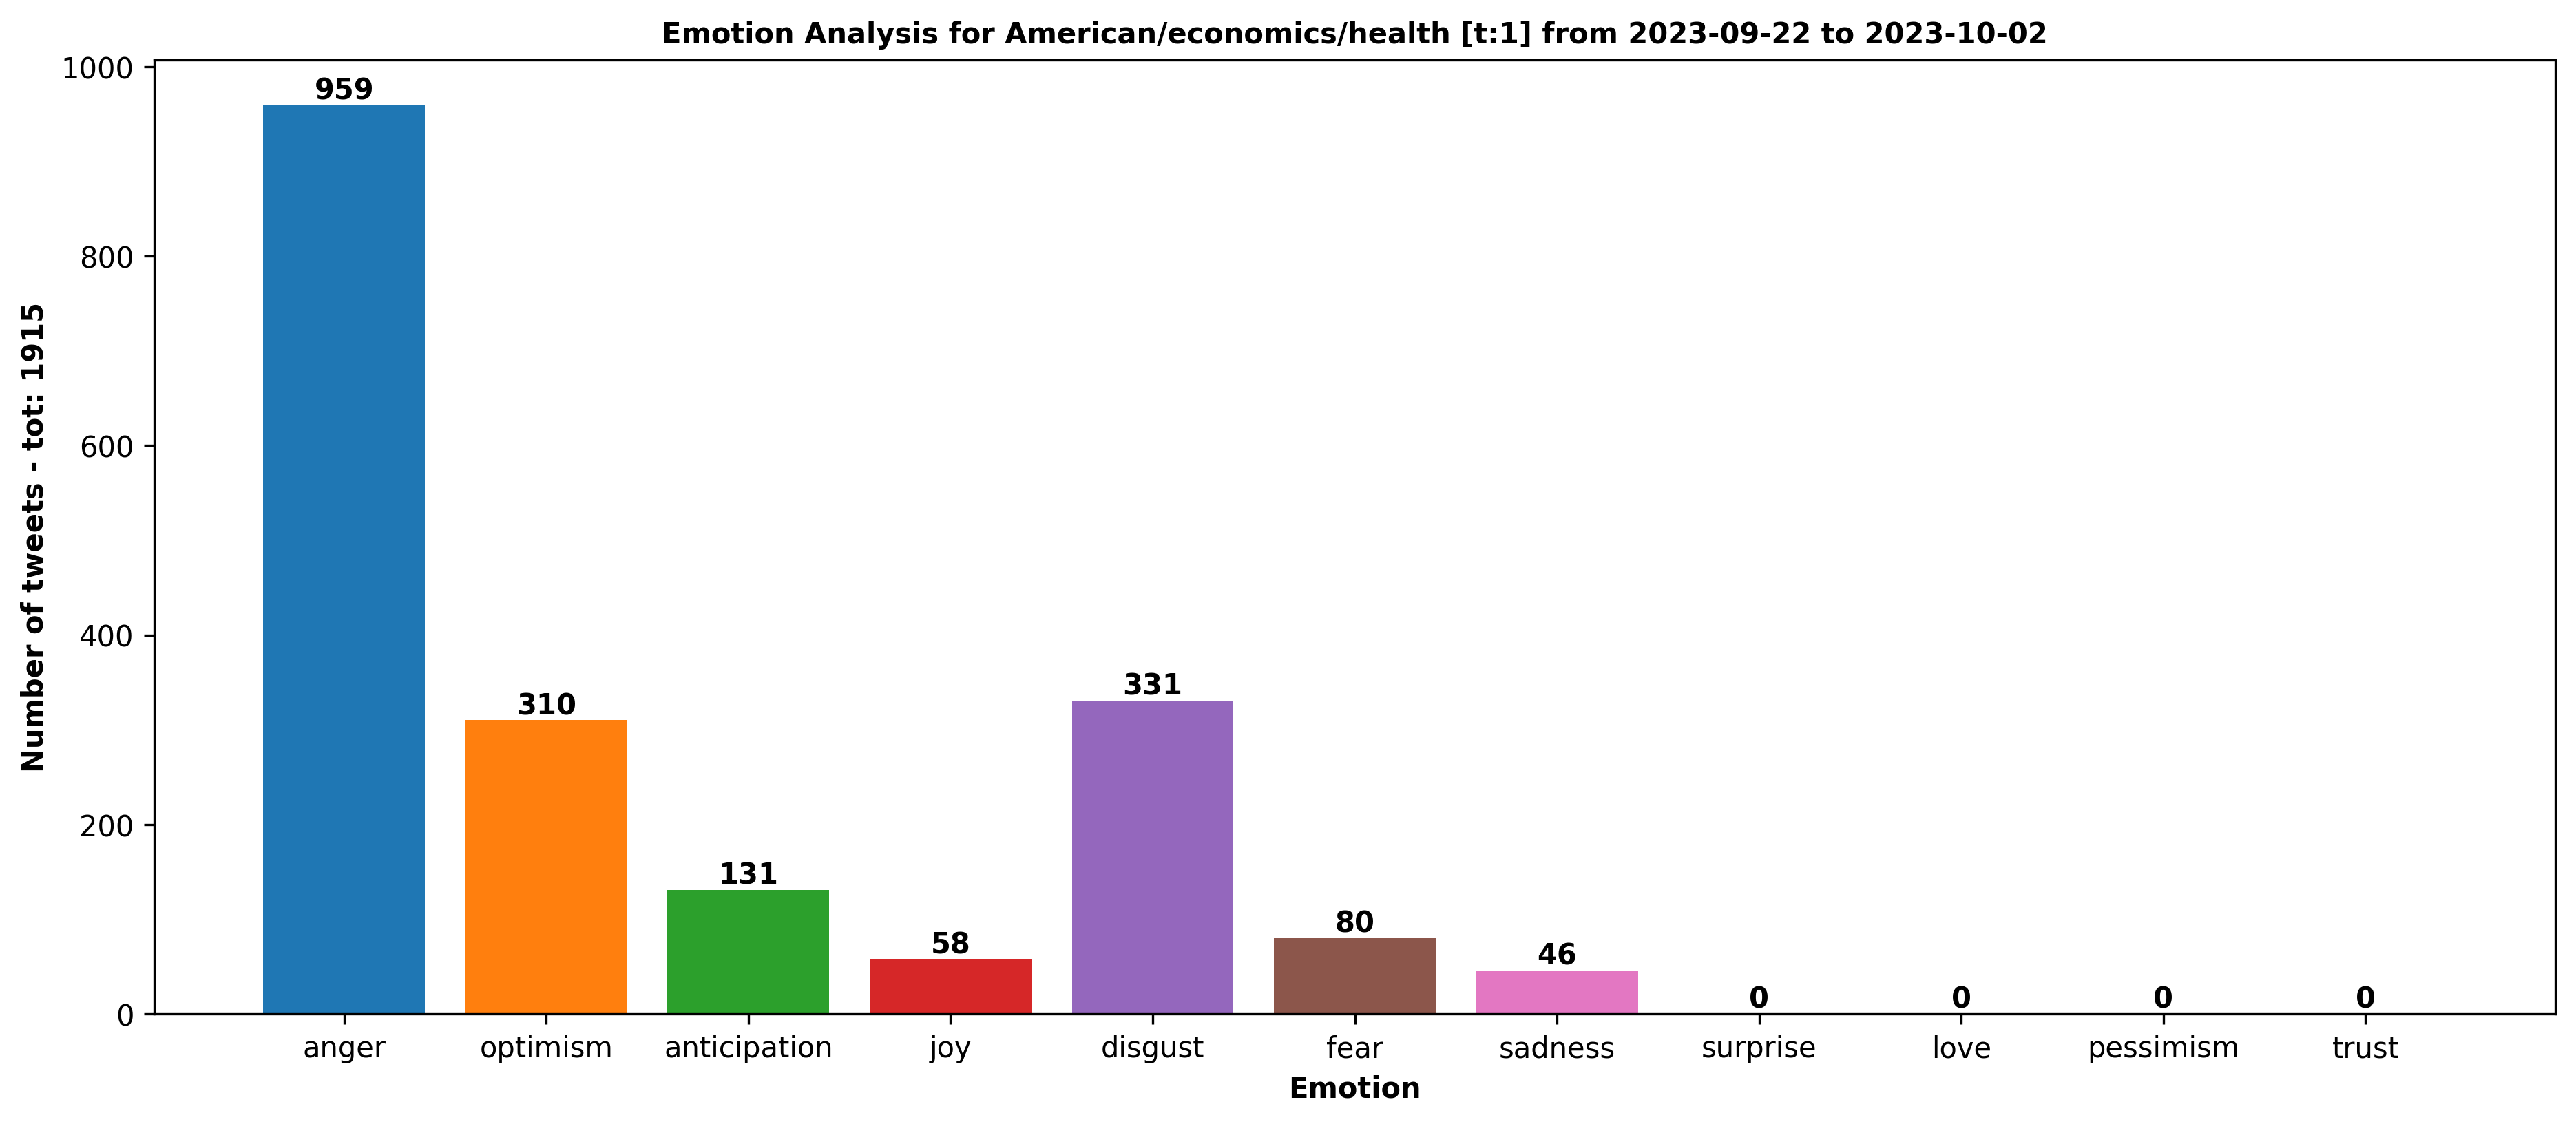 Emotion Analysis for American/economics/health [t:1] from 2023-09-22 to 2023-10-02
Number of tweets - tot: 1915
1000
800
600
400
200
0
959
310
131
58
331
80
46
0
0
0
0
anger
optimism
anticipation
joy
disgust
fear
sadness
surprise
love
pessimism
trust
Emotion